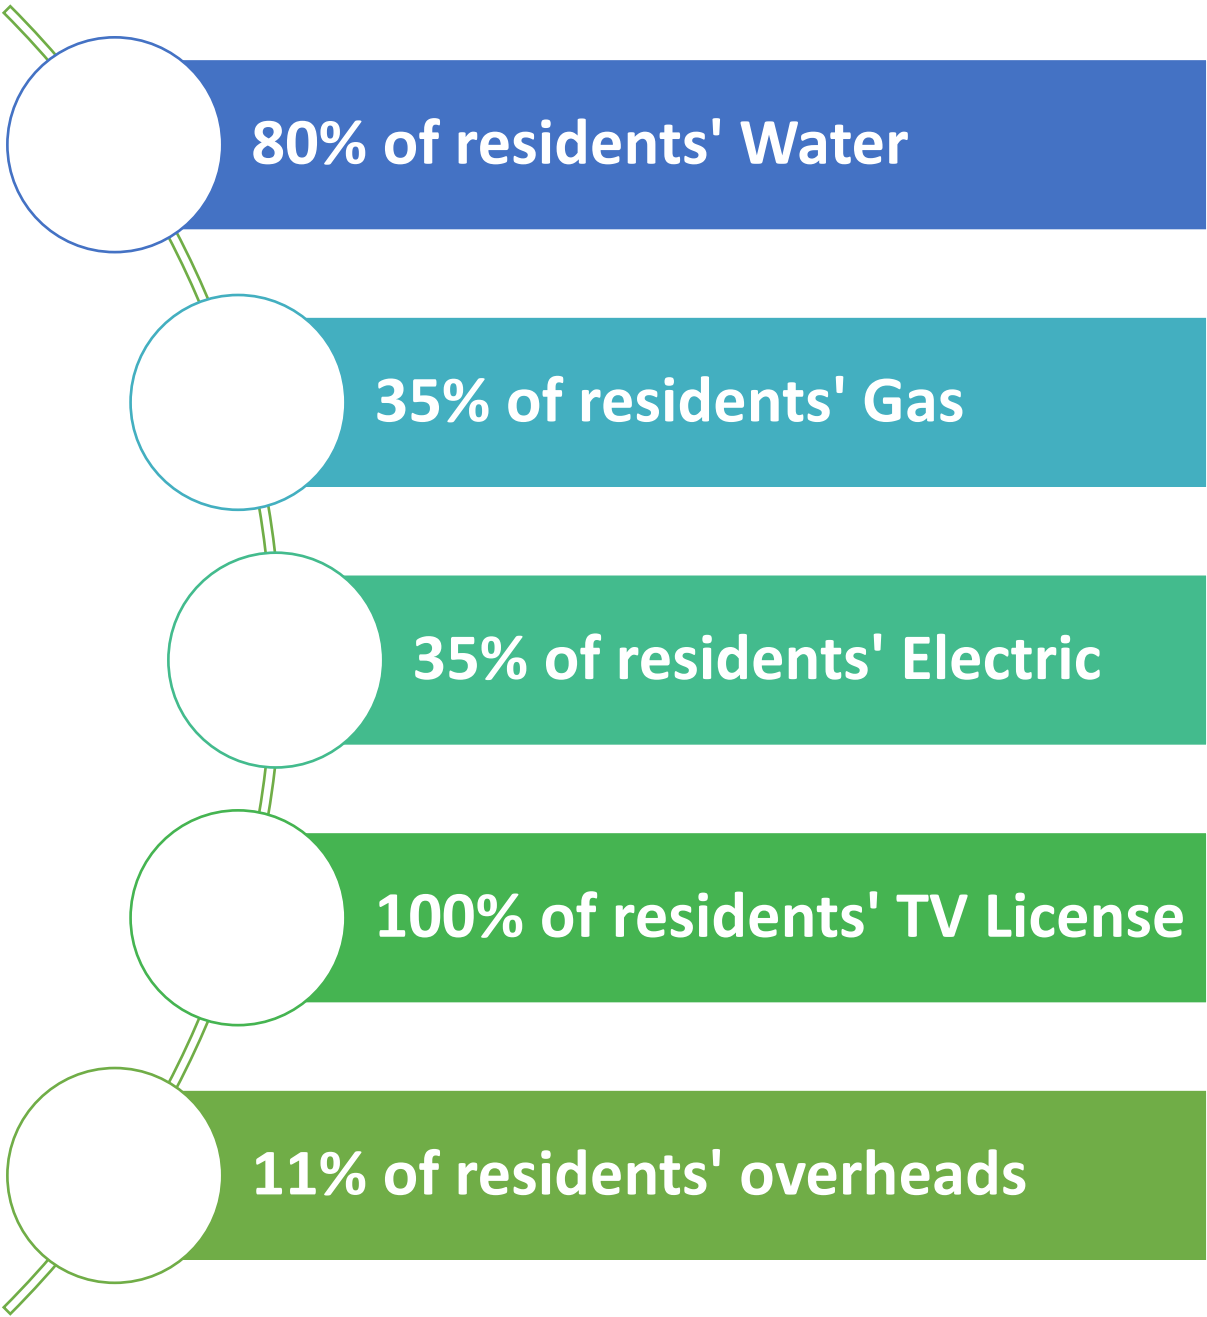 80% of residents' Water
35% of residents' Gas
35% of residents' Electric
100% of residents' TV License
11% of residents' overheads